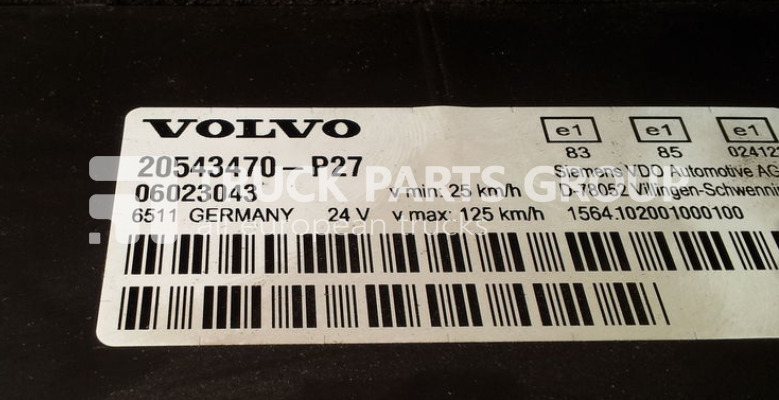 VOLVO
e1 e1 e1
83 85 02412
20543470-P27
Siemens VDO Automotive AG
06023043
v min: 25 km/h
D-78052 Villingen-Schwennin
6511 GERMANY 24 V v max: 125 km/h 1564.102001000100
TRUCK PARTS GROUP
all european trucks